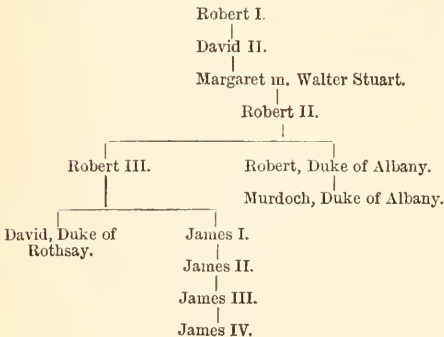 Robert I.
David II.
Margaret m. Walter Stuart.
Robert II.
Robert III.
Robert, Duke of Albany.
Murdoch, Duke of Albany.
David, Duke of
Rothsay.
James I.
James II.
James III.
James IV.